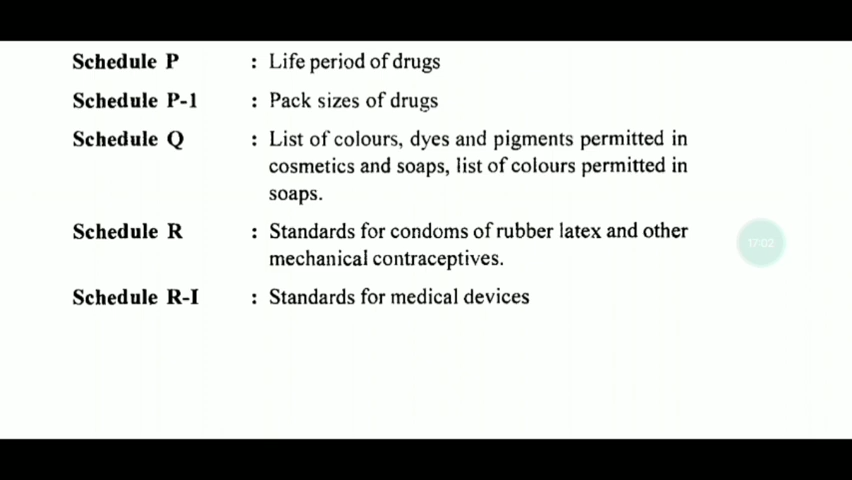 Schedule P : Life period of drugs
Schedule P-1 : Pack sizes of drugs
Schedule Q : List of colours, dyes and pigments permitted in
cosmetics and soaps, list of colours permitted in
soaps.
Schedule R : Standards for condoms of rubber latex and other
mechanical contraceptives.
17:02
Schedule R-I : Standards for medical devices